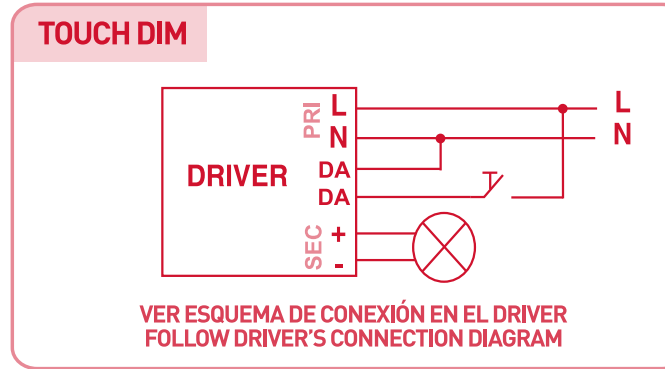 TOUCH DIM
PRI
L
N
L
N
DRIVER
DA
DA
SEC
+
-
VER ESQUEMA DE CONEXIÓN EN EL DRIVER
FOLLOW DRIVER'S CONNECTION DIAGRAM